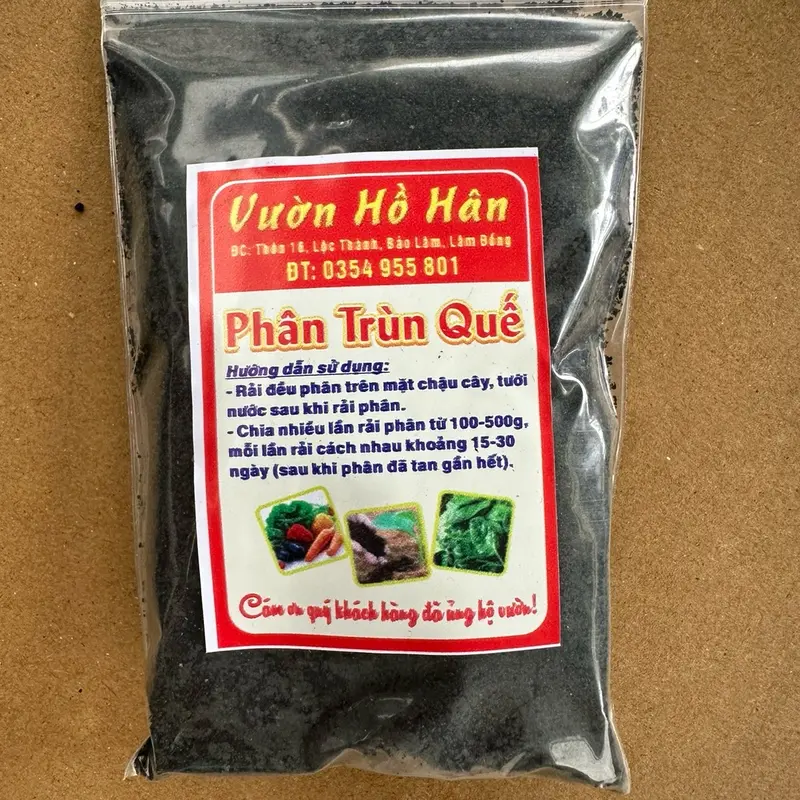 Vườn Hồ Hân
ĐC: Thôn 16, Lộc Thành, Bảo Lâm, Lâm Đồng
ĐT: 0354 955 801
Phân Trùn Quế
Hướng dẫn sử dụng:
- Rải đều phân trên mặt chậu cây, tưới
nước sau khi rải phân.
- Chia nhiều lần rải phân từ 100-500g,
mỗi lần rải cách nhau khoảng 15-30
ngày (sau khi phân đã tan gần hết).
Cám ơn quý khách hàng đã ủng hộ vườn!